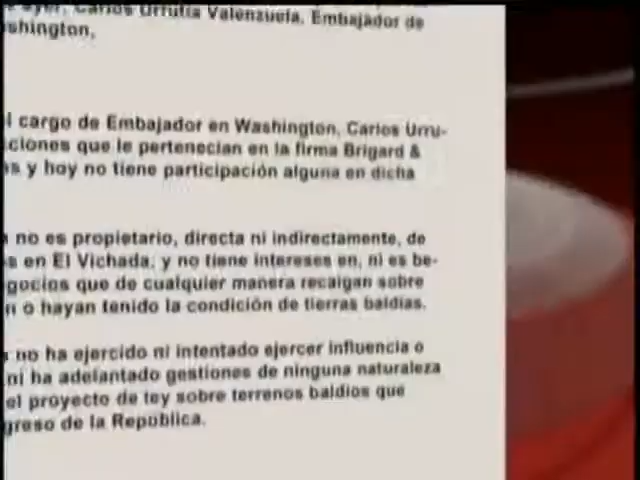 ayer, Carlos Urrutia Valenzuela, Embajador de
shington,
l cargo de Embajador en Washington, Carlos Urru-
ciones que le pertenecían en la firma Brigard &
s y hoy no tiene participación alguna en dicha
no es propietario, directa ni indirectamente, de
s en El Vichada, y no tiene intereses en, ni es be-
gocios que de cualquier manera recaigan sobre
n o hayan tenido la condición de tierras baldías.
no ha ejercido ni intentado ejercer influencia o
ni ha adelantado gestiones de ninguna naturaleza
el proyecto de ley sobre terrenos baldíos que
greso de la República.